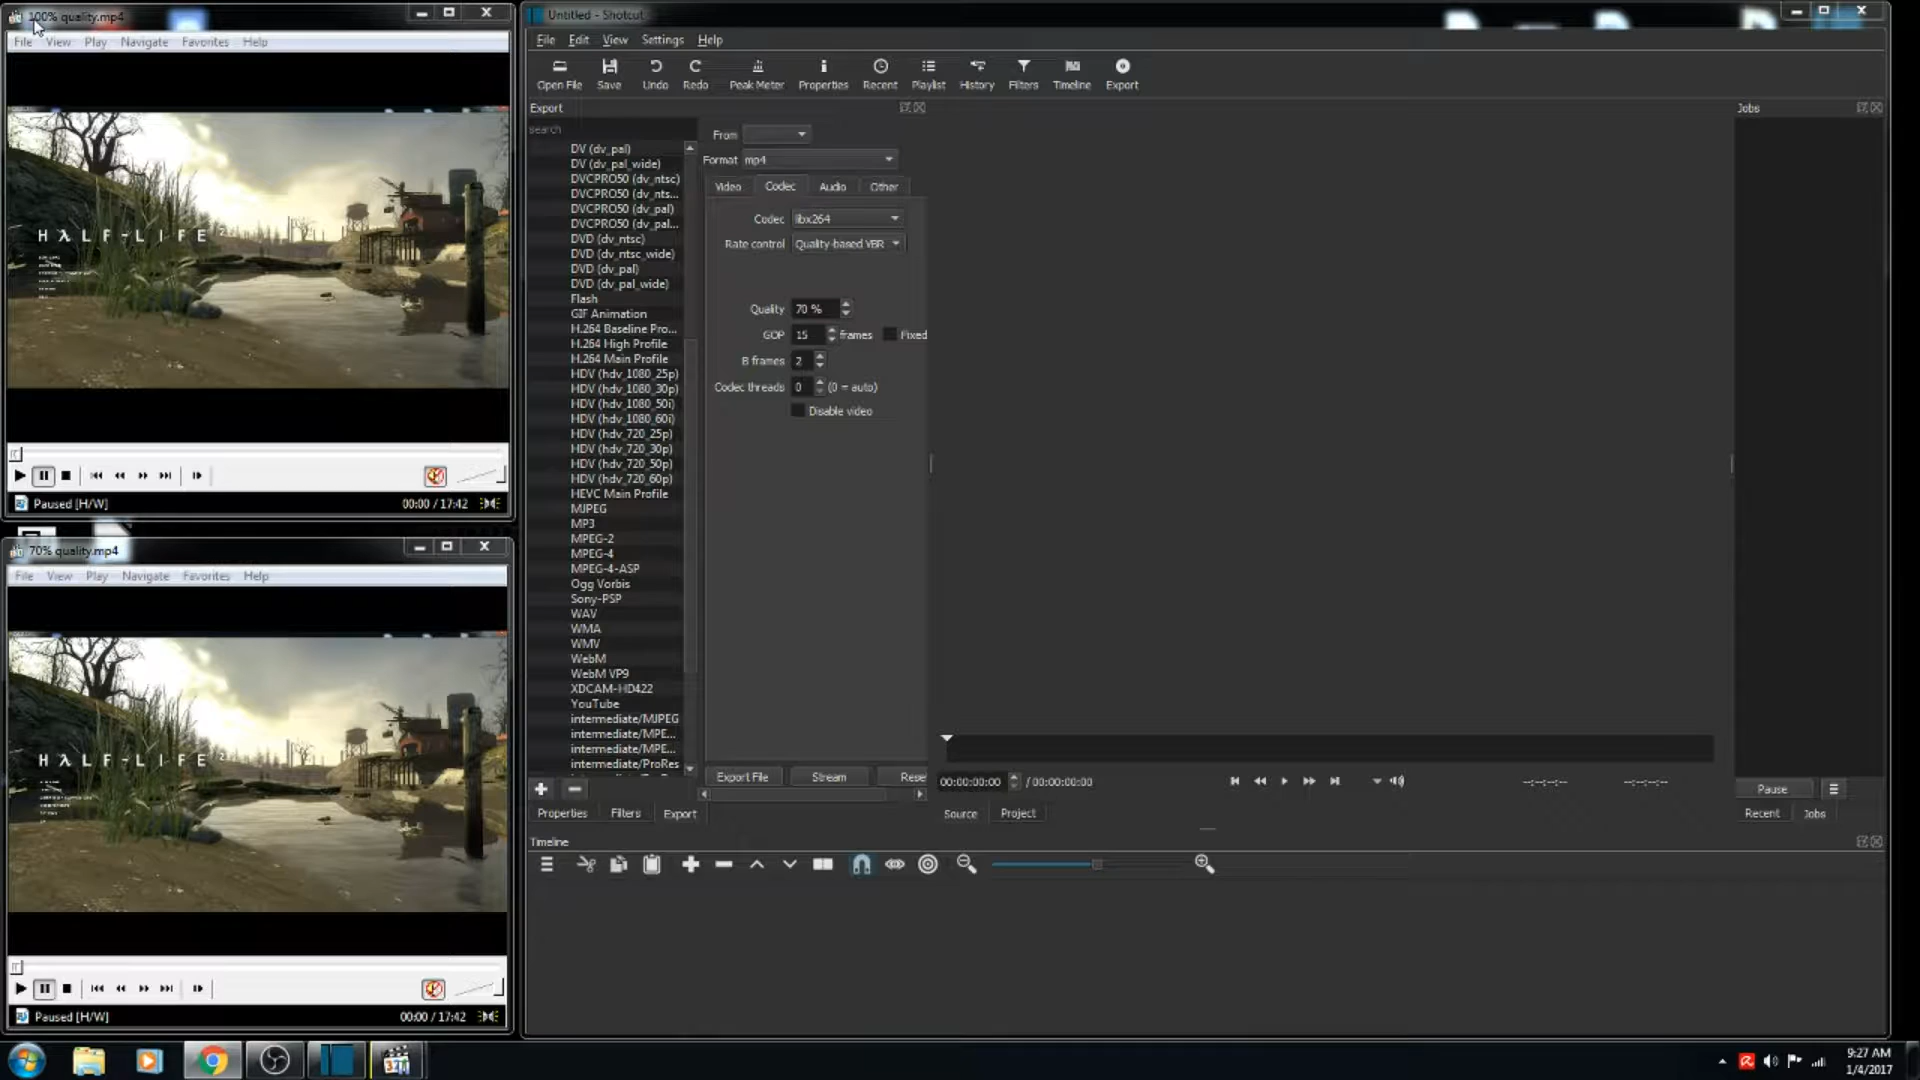 100% quality.mp4
File View Play Navigate Favorites Help
HλLF-LIFE 2
Paused [H/W]
00:00 / 17:42
70% quality.mp4
File View Play Navigate Favorites Help
HλLF-LIFE 2
Paused [H/W]
00:00 / 17:42
Untitled - Shotcut
File Edit View Settings Help
Open File Save Undo Redo Peak Meter Properties Recent Playlist History Filters Timeline Export
Export
search
DV (dv_pal)
DV (dv_pal_wide)
DVCPRO50 (dv_ntsc)
DVCPRO50 (dv_nts...
DVCPRO50 (dv_pal)
DVCPRO50 (dv_pal...
DVD (dv_ntsc)
DVD (dv_ntsc_wide)
DVD (dv_pal)
DVD (dv_pal_wide)
Flash
GIF Animation
H.264 Baseline Pro...
H.264 High Profile
H.264 Main Profile
HDV (hdv_1080_25p)
HDV (hdv_1080_30p)
HDV (hdv_1080_50i)
HDV (hdv_1080_60i)
HDV (hdv_720_25p)
HDV (hdv_720_30p)
HDV (hdv_720_50p)
HDV (hdv_720_60p)
HEVC Main Profile
MJPEG
MP3
MPEG-2
MPEG-4
MPEG-4-ASP
Ogg Vorbis
Sony-PSP
WAV
WMA
WMV
WebM
WebM VP9
XDCAM-HD422
YouTube
intermediate/MJPEG
intermediate/MPE...
intermediate/MPE...
intermediate/ProRes
From
Format mp4
Video Codec Audio Other
Codec libx264
Rate control Quality-based VBR
Quality 70 %
GOP 15 frames Fixed
B frames 2
Codec threads 0 (0 = auto)
Disable video
Export File Stream Rese
Properties Filters Export
00:00:00:00 / 00:00:00:00
--:--:--:-- --:--:--:--
Source Project
Jobs
Pause
Recent Jobs
Timeline
321
9:27 AM
1/4/2017